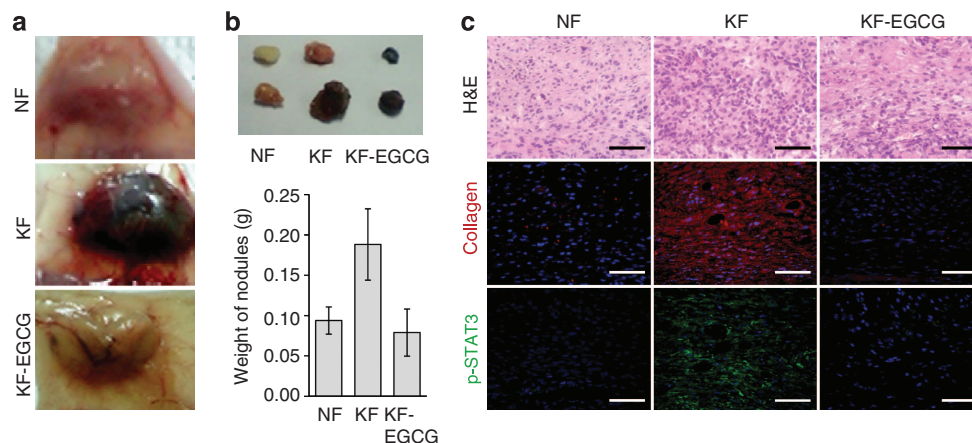 a
NF
KF
KF-EGCG
b
NF KF KF-EGCG
Weight of nodules (g)
0.25
0.20
0.15
0.10
0.05
0.00
NF KF KF-
EGCG
c
NF KF KF-EGCG
H&E
Collagen
p-STAT3